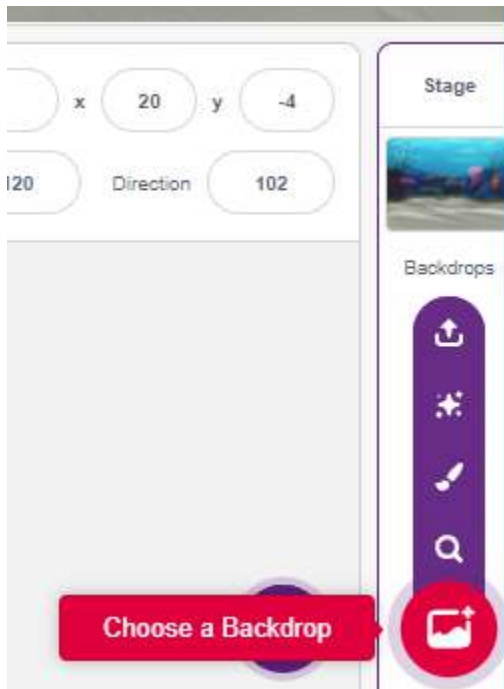 x 20 y -4
Stage
120 Direction 102
Backdrops
Choose a Backdrop